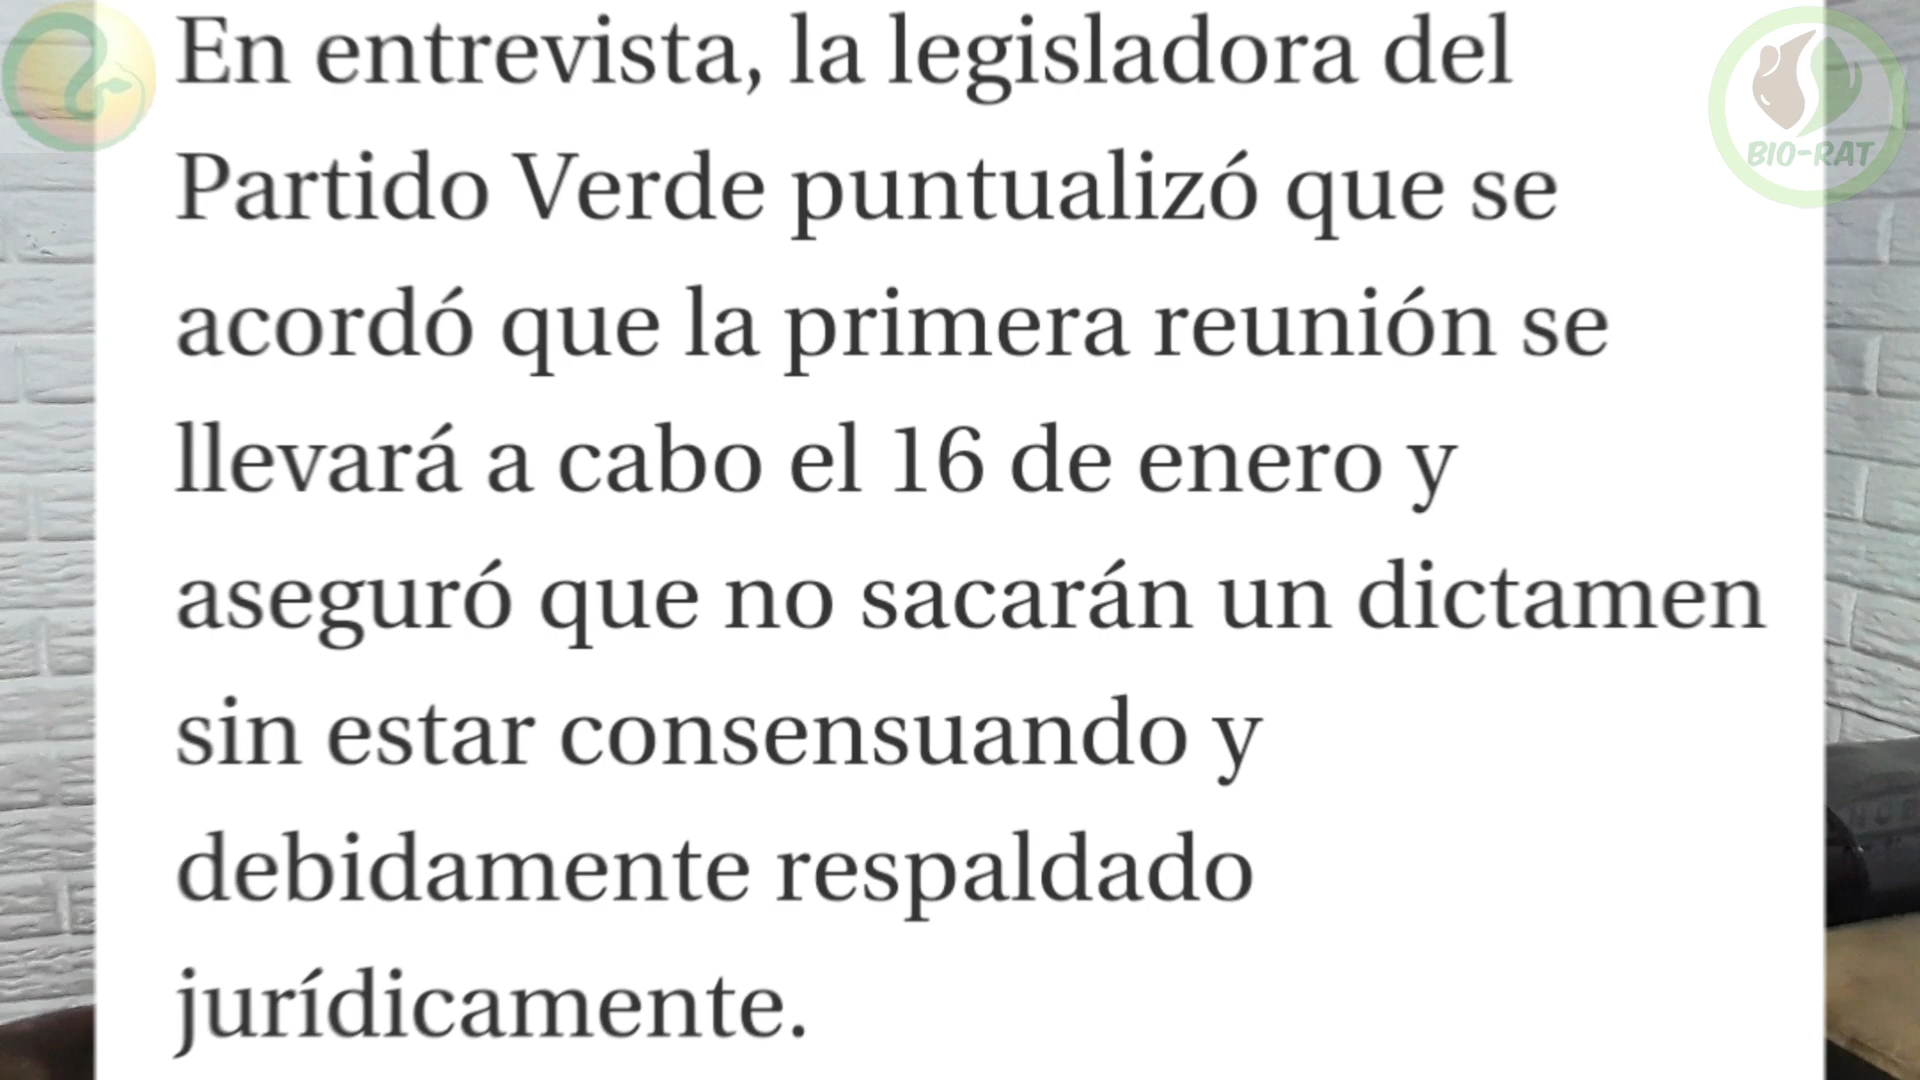 En entrevista, la legisladora del
Partido Verde puntualizó que se
acordó que la primera reunión se
llevará a cabo el 16 de enero y
aseguró que no sacarán un dictamen
sin estar consensuando y
debidamente respaldado
jurídicamente.
BIO-RAT